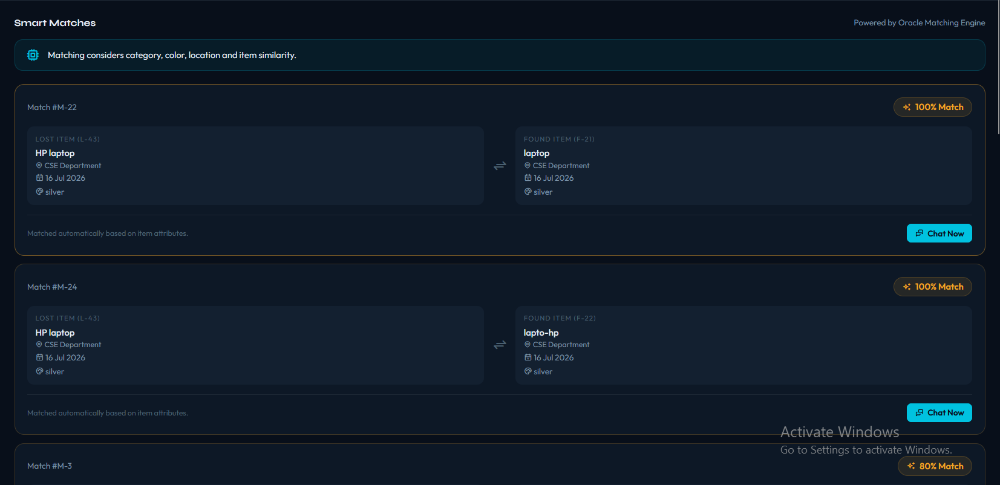 Smart Matches
Powered by Oracle Matching Engine
Matching considers category, color, location and item similarity.
Match #M-22
100% Match
LOST ITEM (L-43)
HP laptop
CSE Department
16 Jul 2026
silver
FOUND ITEM (F-21)
laptop
CSE Department
16 Jul 2026
silver
Matched automatically based on item attributes.
Chat Now
Match #M-24
100% Match
LOST ITEM (L-43)
HP laptop
CSE Department
16 Jul 2026
silver
FOUND ITEM (F-22)
lapto-hp
CSE Department
16 Jul 2026
silver
Matched automatically based on item attributes.
Chat Now
Activate Windows
Go to Settings to activate Windows.
Match #M-3
80% Match